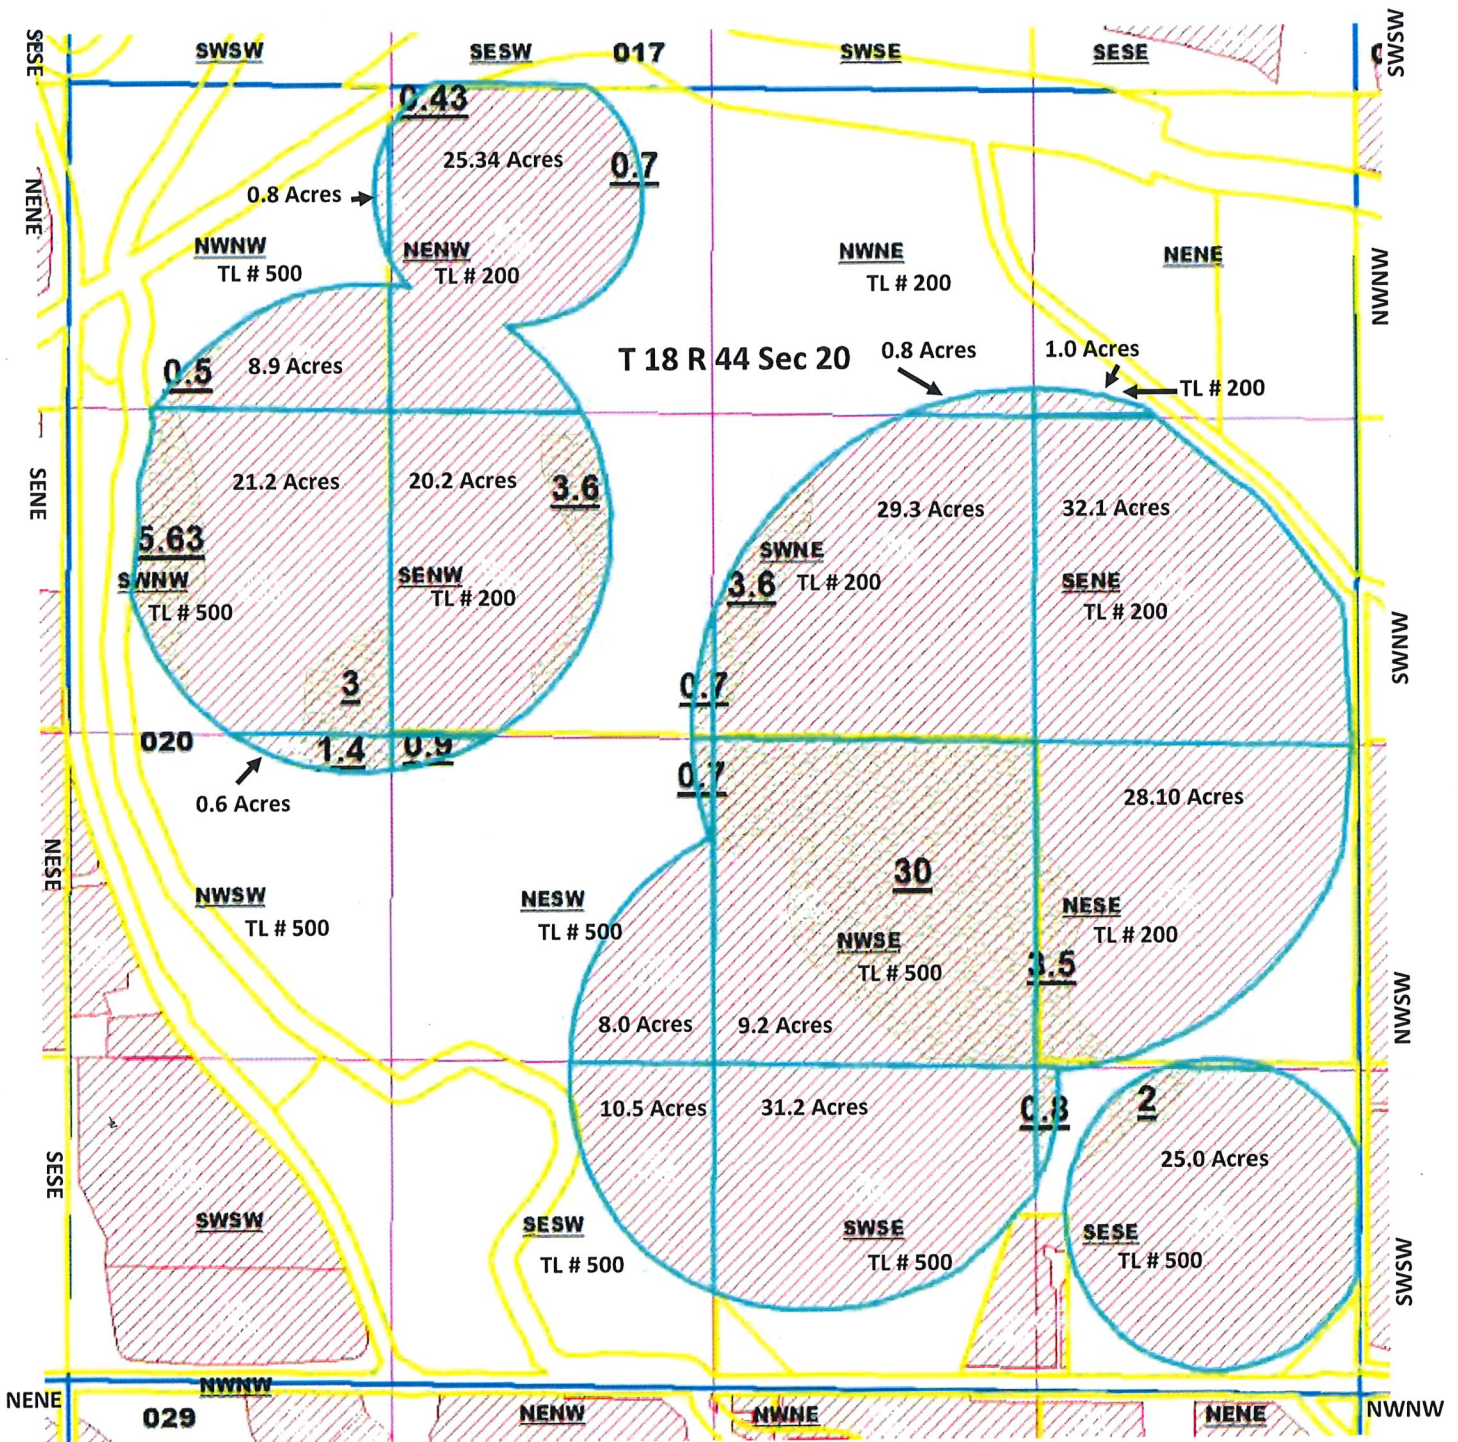 SESE
SWSW
SESW
017
SWSE
SESE
SWSW
0.43
25.34 Acres
0.7
0.8 Acres
NENE
NWNW
TL # 500
NENW
TL # 200
NWNE
TL # 200
NENE
NWNW
T 18 R 44 Sec 20
0.8 Acres
1.0 Acres
TL # 200
0.5
8.9 Acres
SENE
21.2 Acres
20.2 Acres
3.6
29.3 Acres
32.1 Acres
5.63
SWNW
TL # 500
SENW
TL # 200
SWNE
TL # 200
3.6
SENE
TL # 200
SWNW
3
0.7
020
1.4
0.9
0.7
0.6 Acres
28.10 Acres
NESE
NWSW
TL # 500
NESW
TL # 500
30
NWSE
TL # 500
NESE
TL # 200
3.5
NWSW
8.0 Acres
9.2 Acres
10.5 Acres
31.2 Acres
0.8
2
25.0 Acres
SESE
SWSW
SESW
TL # 500
SWSE
TL # 500
SESE
TL # 500
SWSW
NENE
NWNW
029
NENW
NWNE
NENE
NWNW